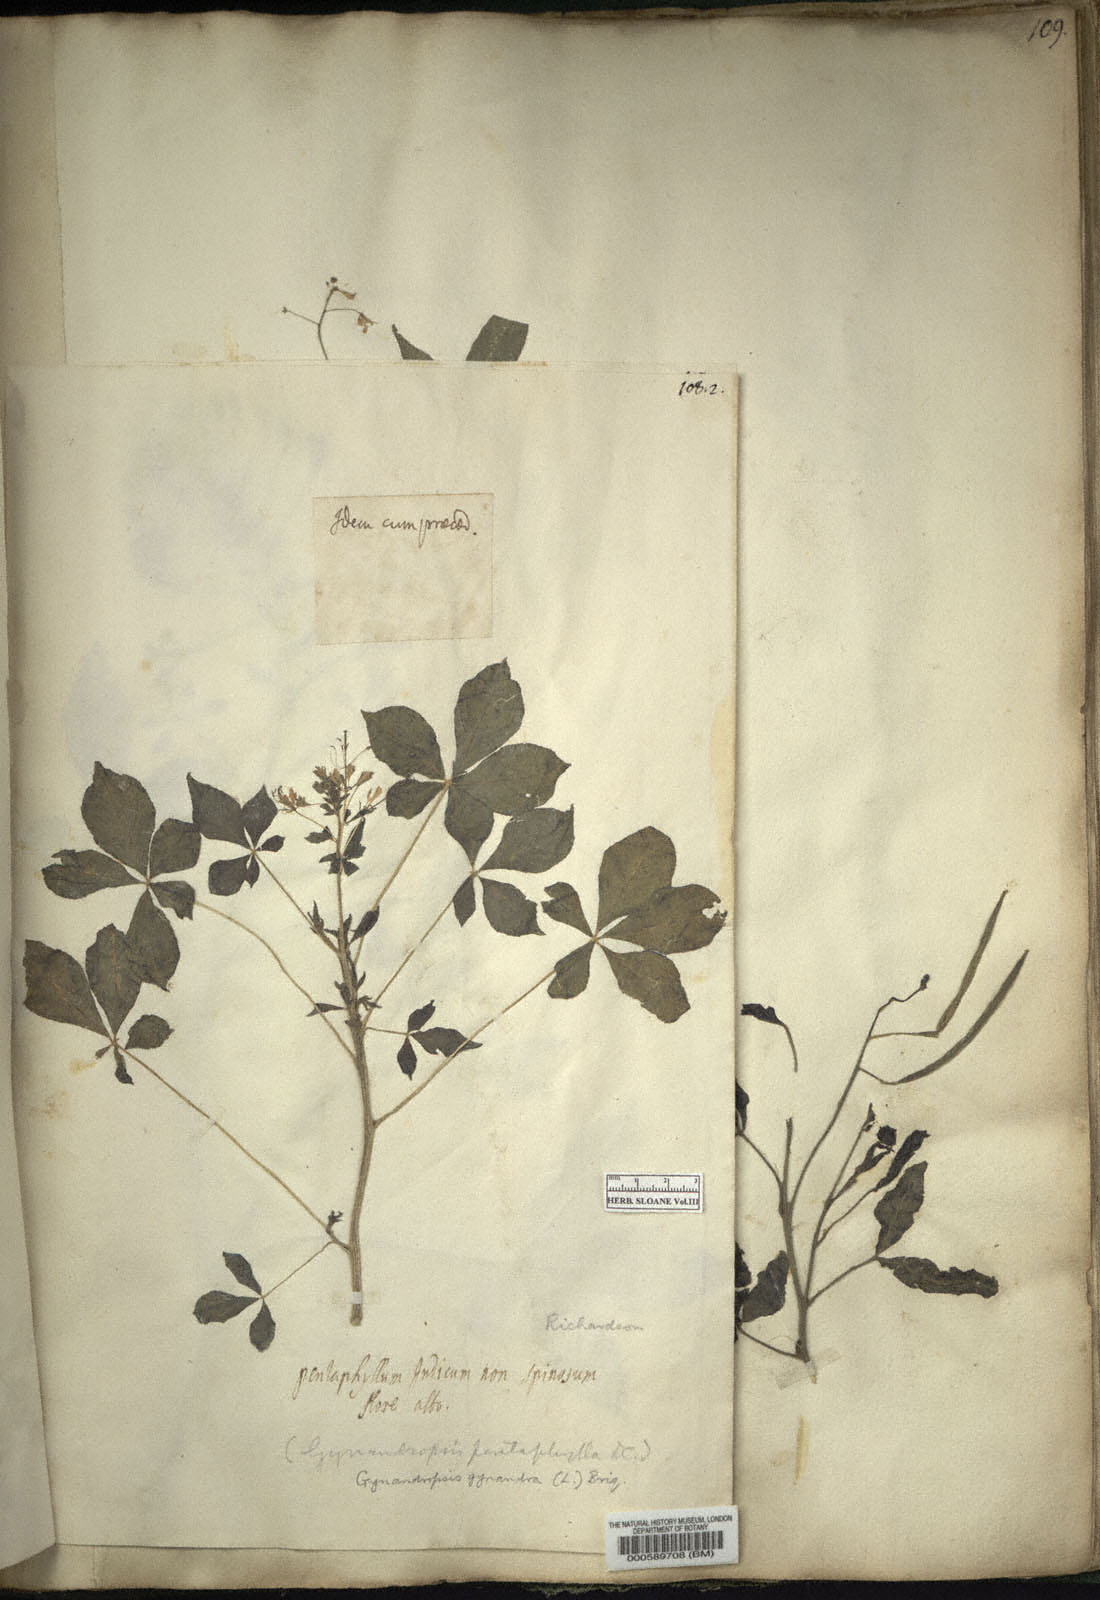 109.
108.2.
Idem cum præced.
mm 1 2 3
HERB. SLOANE Vol.III
Richardson
pentaphyllum Indicum non spinosum
flore albo.
(Gynandropsis pentaphylla DC.)
Gynandropsis gynandra (L.) Briq.
THE NATURAL HISTORY MUSEUM, LONDON
DEPARTMENT OF BOTANY
000589708 (BM)